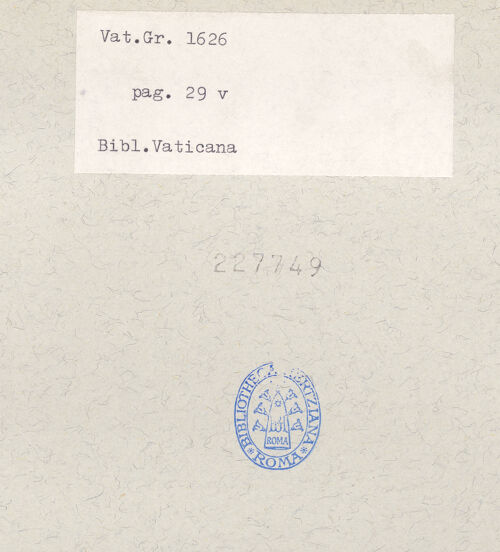 Vat.Gr. 1626
pag. 29 v
Bibl.Vaticana
227749
BIBLIOTHECA HERTZIANA
ROMA
ROMA